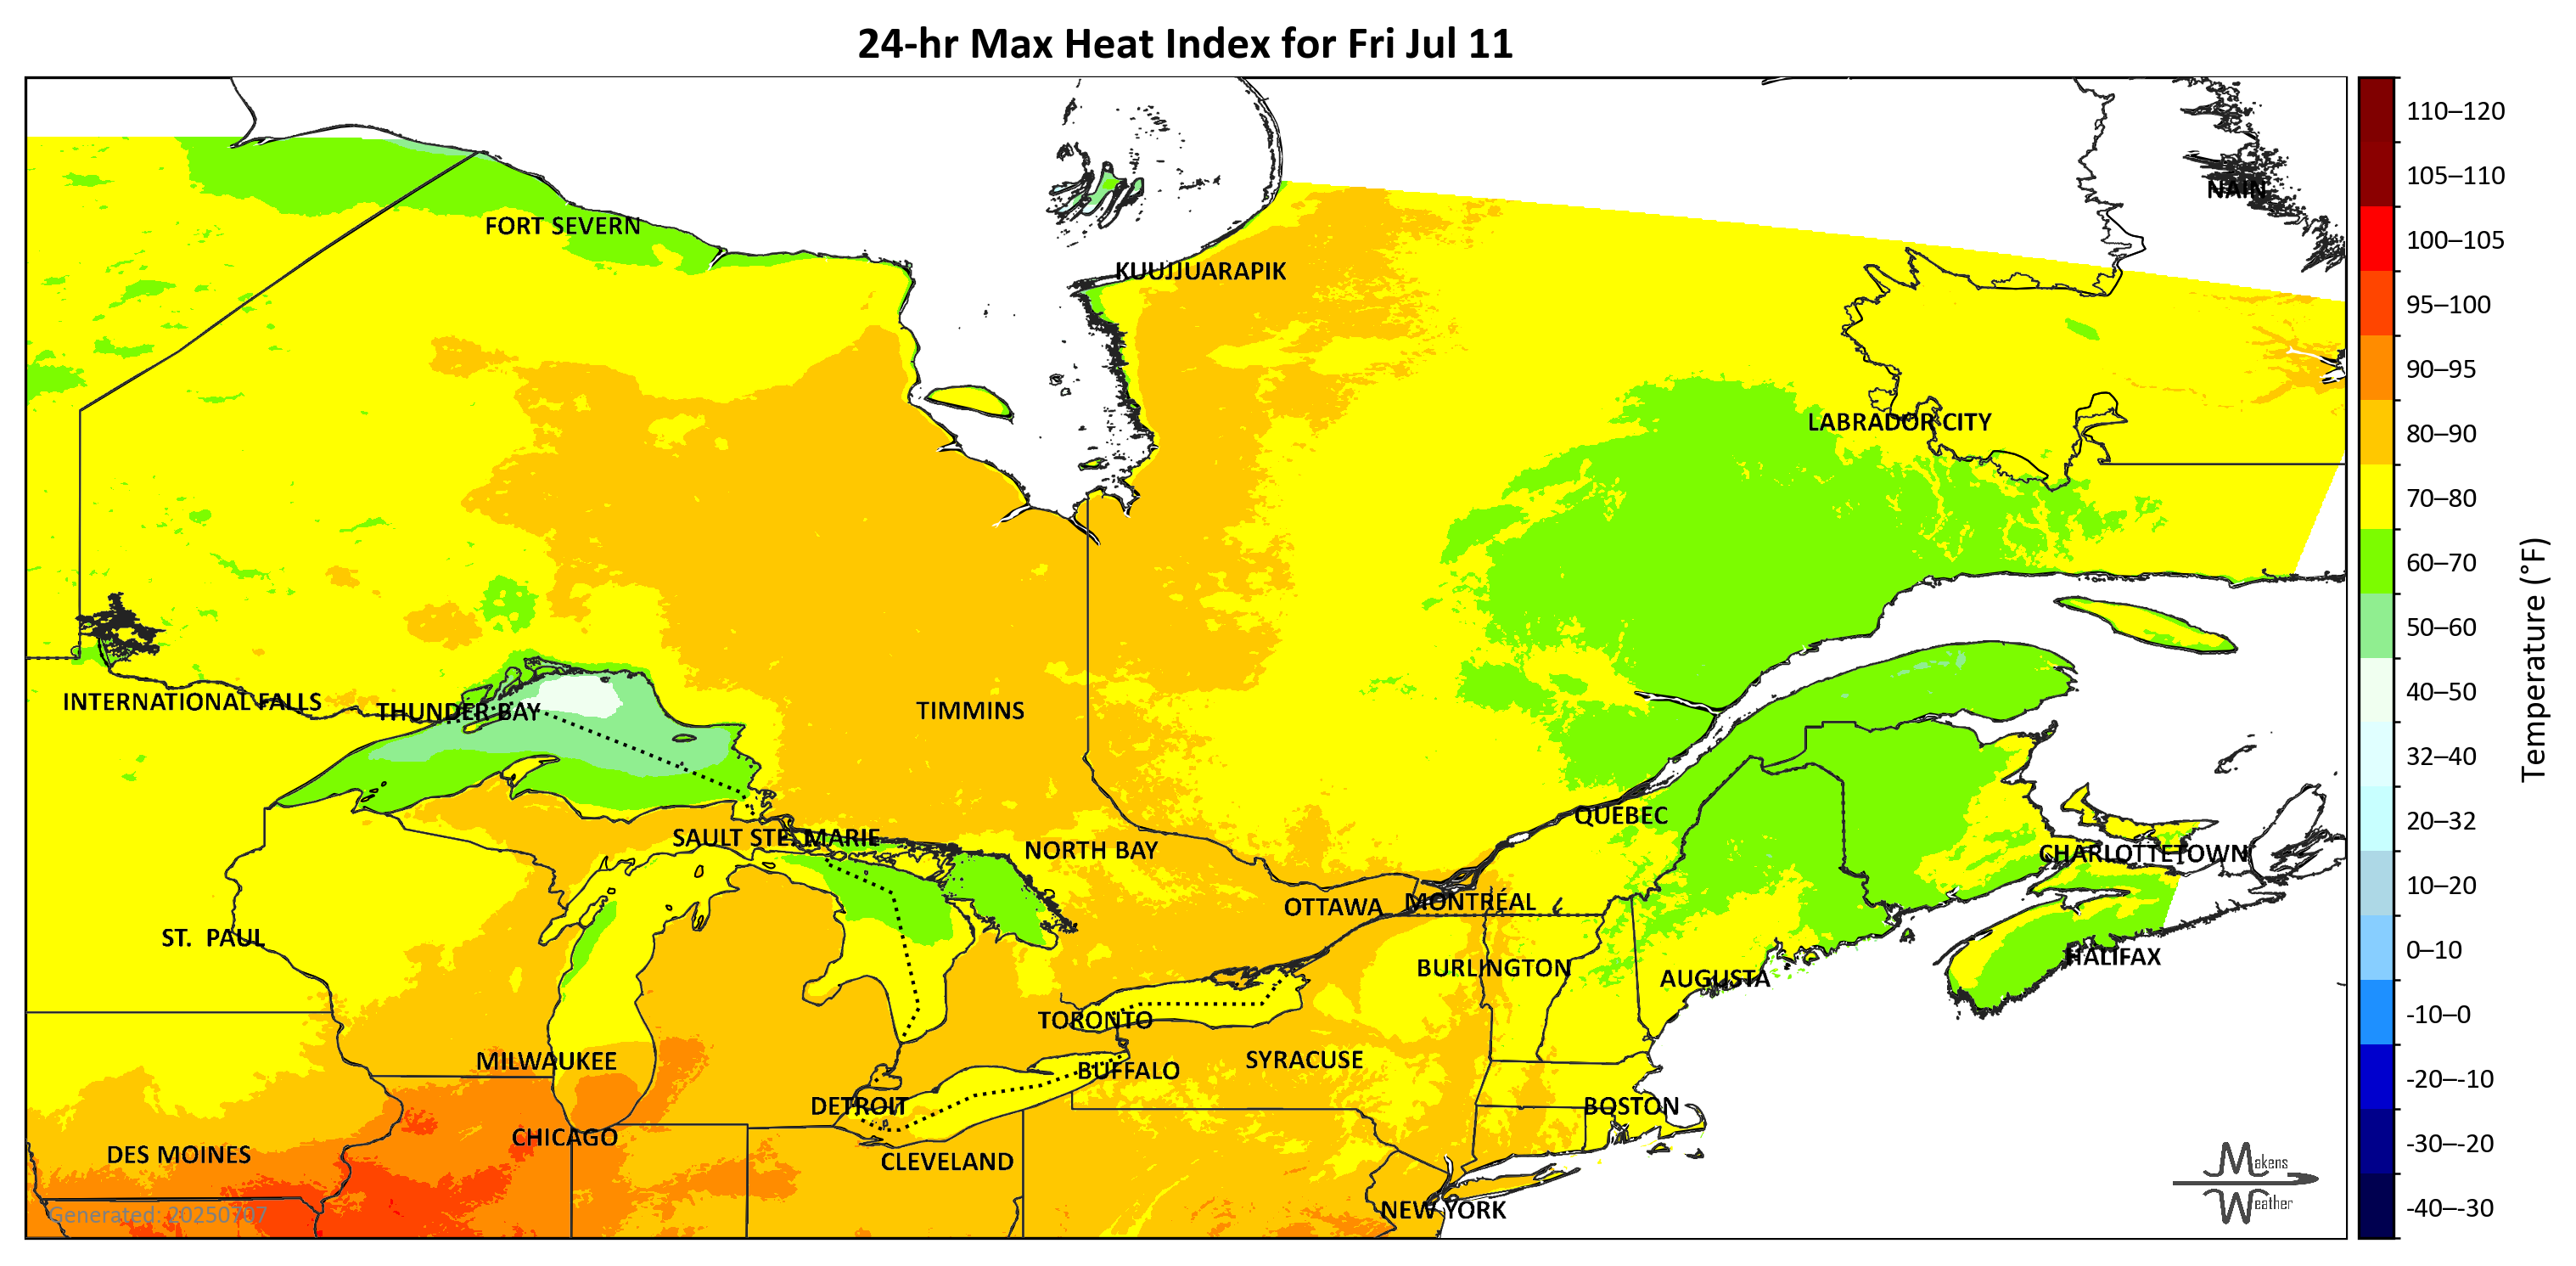 24-hr Max Heat Index for Fri Jul 11
110−120
105−110
NAIN
FORT SEVERN
100−105
KUUJJUARAPIK
95−100
90−95
LABRADOR CITY
80−90
70−80
60−70
50−60
Temperature (°F)
INTERNATIONAL FALLS
THUNDER BAY
TIMMINS
40−50
32−40
QUEBEC
20−32
SAULT STE. MARIE
NORTH BAY
CHARLOTTETOWN
10−20
OTTAWA
MONTRÉAL
ST.  PAUL
BURLINGTON
HALIFAX
0−10
AUGUSTA
TORONTO
-10−0
MILWAUKEE
SYRACUSE
BUFFALO
-20−-10
DETROIT
BOSTON
CHICAGO
-30−-20
DES MOINES
CLEVELAND
Makens
Weather
NEW YORK
-40−-30
Generated: 20250707